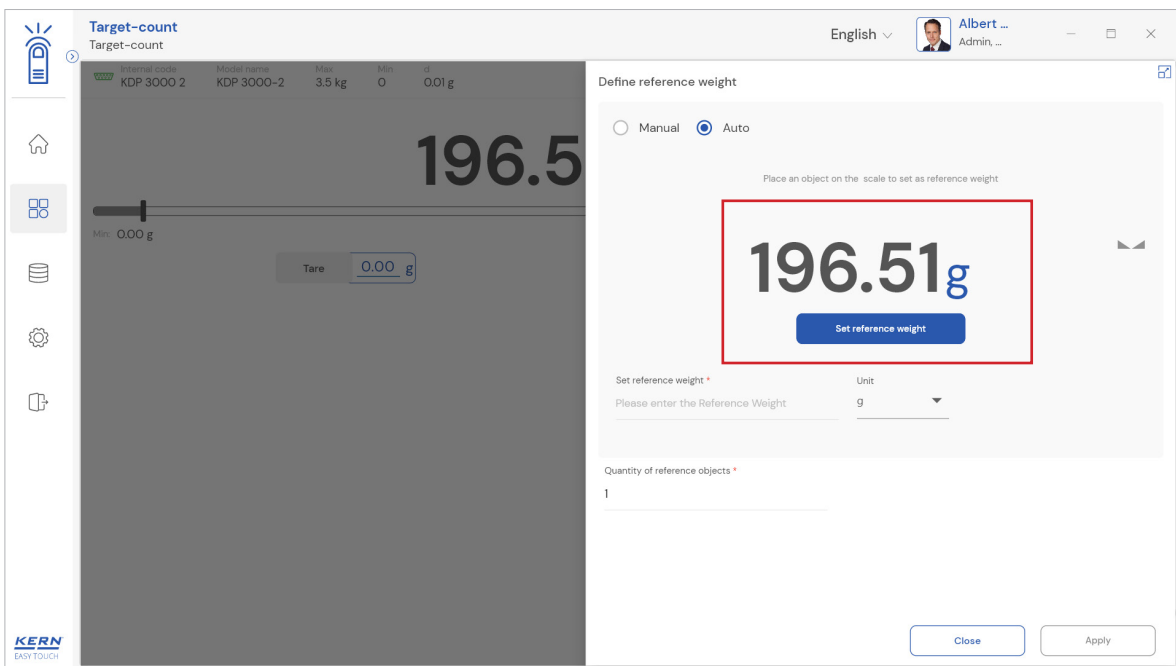 Target-count
Target-count
English
Albert ...
Admin, ...
Internal code
KDP 3000 2
Model name
KDP 3000-2
Max
3.5 kg
Min
0
d
0.01 g
196.5
Min: 0.00 g
Tare 0.00 g
Define reference weight
Manual Auto
Place an object on the scale to set as reference weight
196.51g
Set reference weight
Set reference weight *
Please enter the Reference Weight
Unit
g
Quantity of reference objects *
1
Close
Apply
KERN
EASY TOUCH